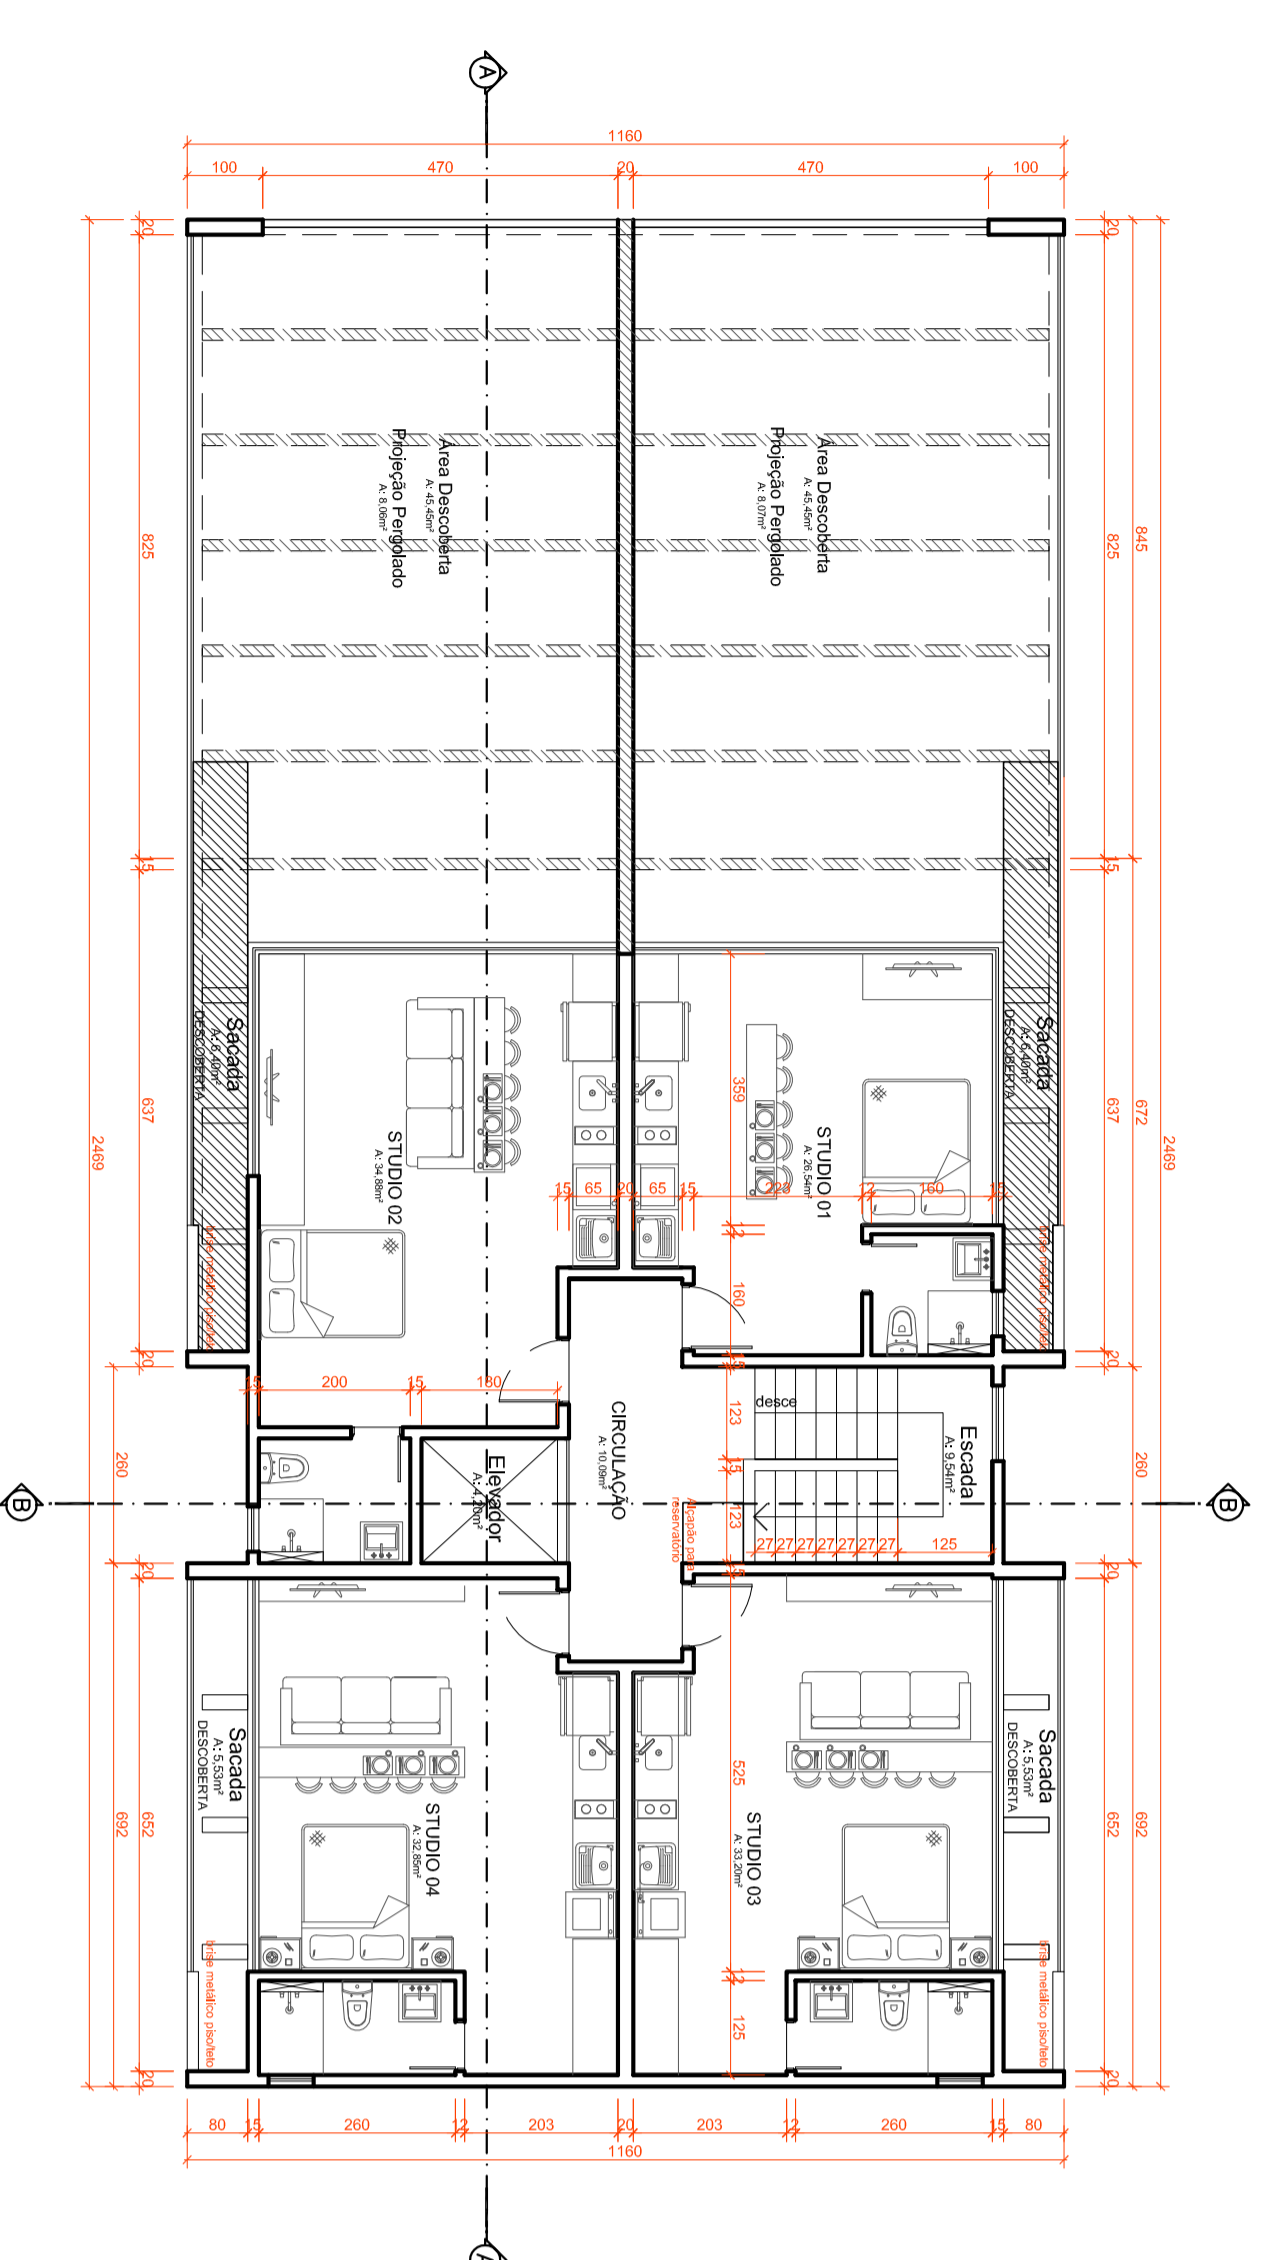 A
1160
100
470
20
470
100
20
20
Área Descoberta
A: 45,45m²
Projeção Pergolado
A: 8,06m²
Área Descoberta
A: 45,45m²
Projeção Pergolado
A: 8,07m²
825
825
845
15
15
Sacada
A: 6,40m²
DESCOBERTA
Sacada
A: 6,40m²
DESCOBERTA
637
359
637
672
2469
2469
STUDIO 02
A: 34,88m²
STUDIO 01
A: 26,54m²
15
65
20
65
15
223
12
160
15
12
brise metálico piso/teto
brise metálico piso/teto
160
20
15
20
15
200
15
180
desce
123
CIRCULAÇÃO
A: 10,09m²
Escada
A: 9,54m²
260
15
260
Elevador
A: 4,20m²
B
B
Alçapão para
reservatório
123
27
27
27
27
27
27
27
125
20
15
20
Sacada
A: 5,53m²
DESCOBERTA
Sacada
A: 5,53m²
DESCOBERTA
525
STUDIO 04
A: 32,85m²
STUDIO 03
A: 33,20m²
692
652
652
692
brise metálico piso/teto
brise metálico piso/teto
12
125
20
20
80
15
260
12
203
20
203
12
260
15
80
1160
A